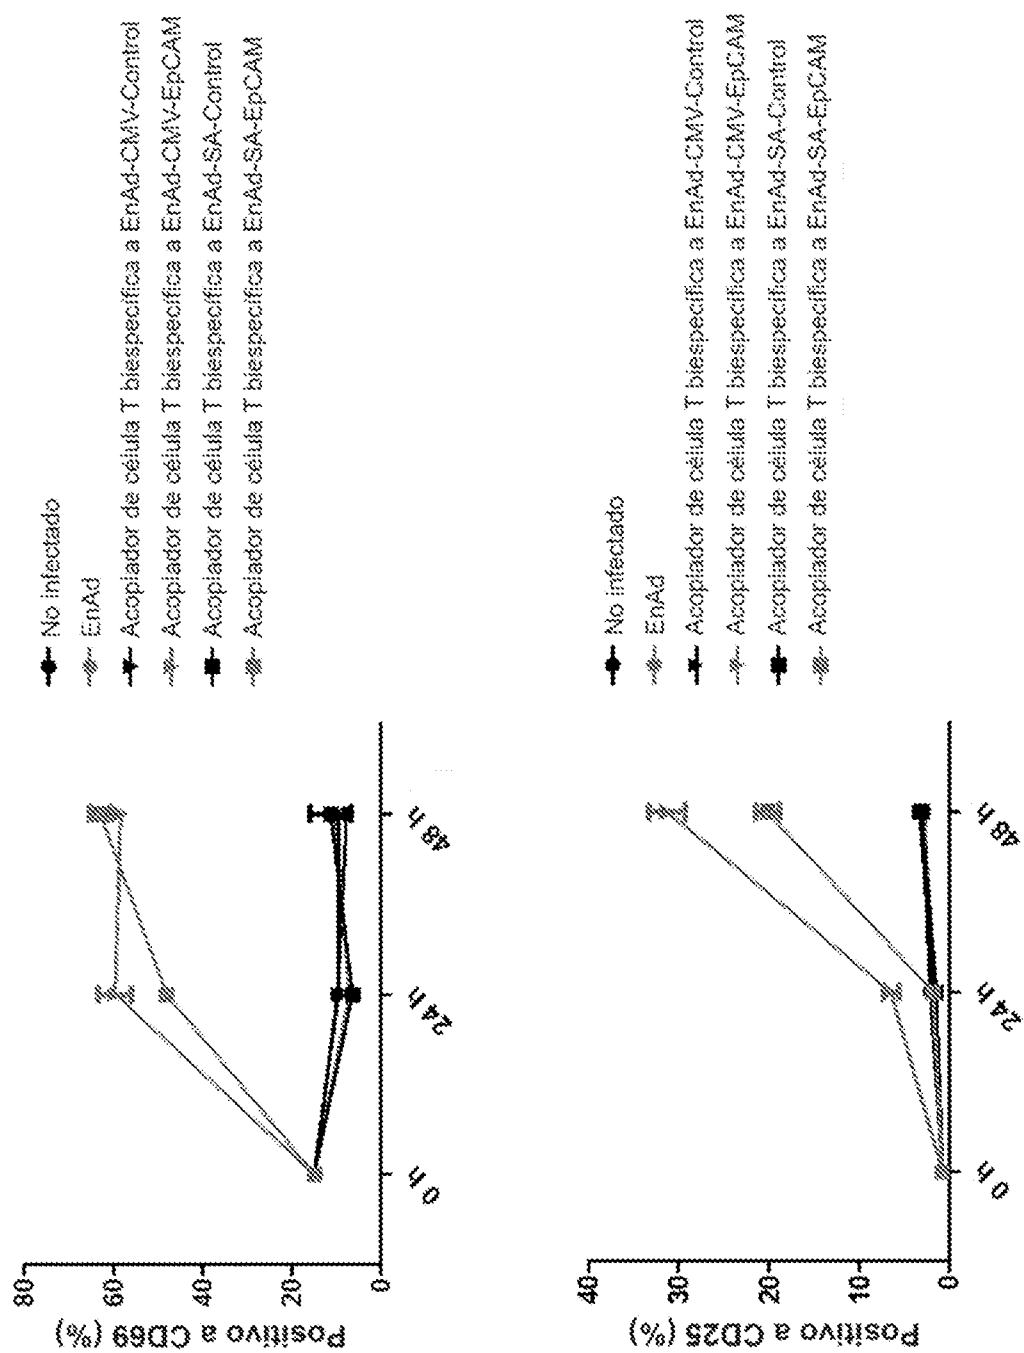 Positivo a CD69 (%)
80
60
40
20
0
0 h
24 h
48 h
No infectado
EnAd
Acopiador de célula T biespecífica a EnAd-CMV-Control
Acopiador de célula T biespecífica a EnAd-CMV-EpCAM
Acopiador de célula T biespecífica a EnAd-SA-Control
Acopiador de célula T biespecífica a EnAd-SA-EpCAM
Positivo a CD25 (%)
40
30
20
10
0
0 h
24 h
48 h
No infectado
EnAd
Acopiador de célula T biespecífica a EnAd-CMV-Control
Acopiador de célula T biespecífica a EnAd-CMV-EpCAM
Acopiador de célula T biespecífica a EnAd-SA-Control
Acopiador de célula T biespecífica a EnAd-SA-EpCAM